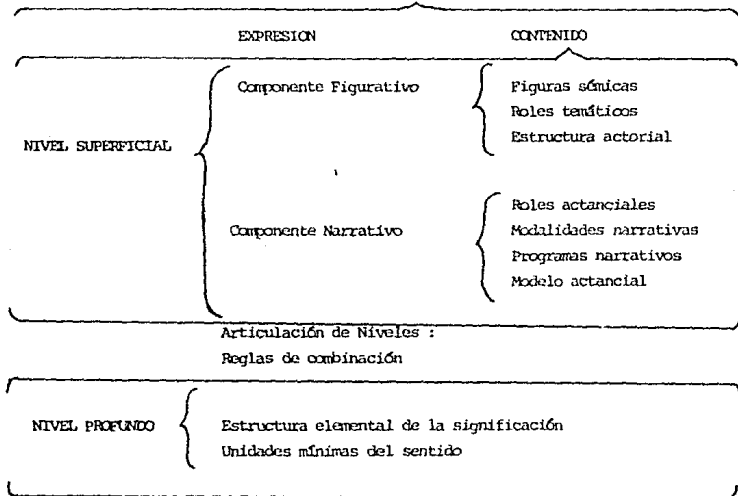 EXPRESION CONTENIDO
Componente Figurativo Figuras sémicas
Roles temáticos
Estructura actorial
NIVEL SUPERFICIAL
Componente Narrativo Roles actanciales
Modalidades narrativas
Programas narrativos
Modelo actancial
Articulación de Niveles :
Reglas de combinación
NIVEL PROFUNDO Estructura elemental de la significación
Unidades mínimas del sentido